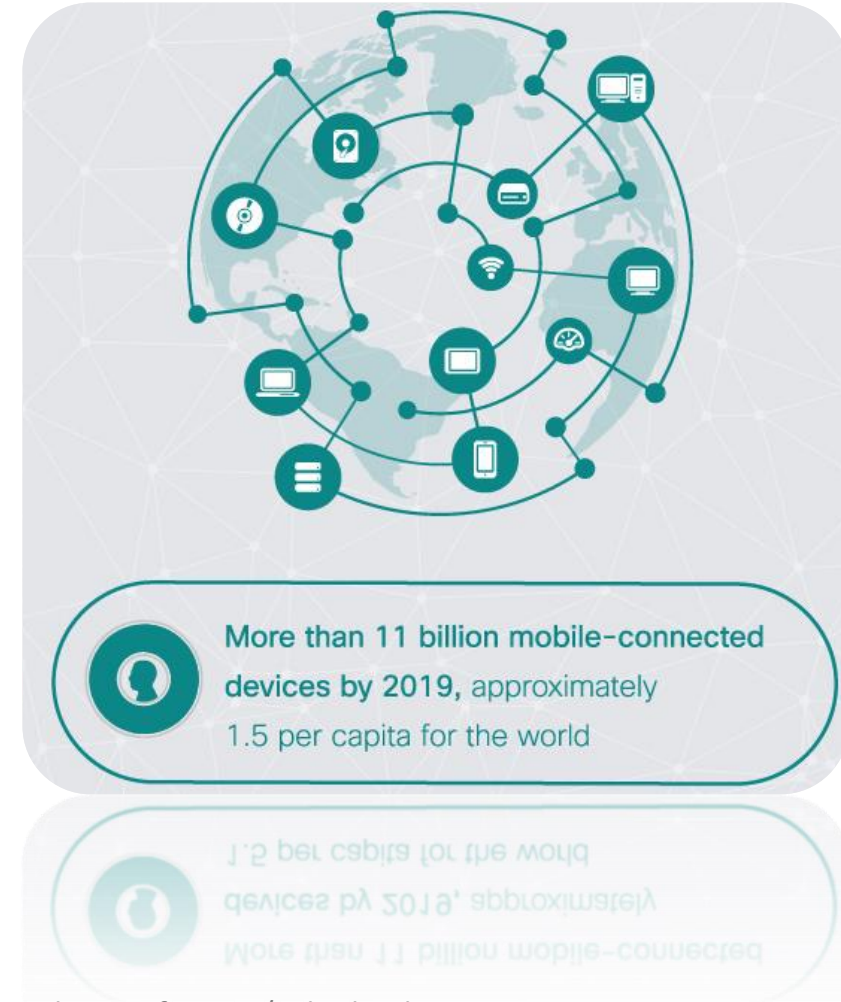 More than 11 billion mobile-connected
devices by 2019, approximately
1.5 per capita for the world